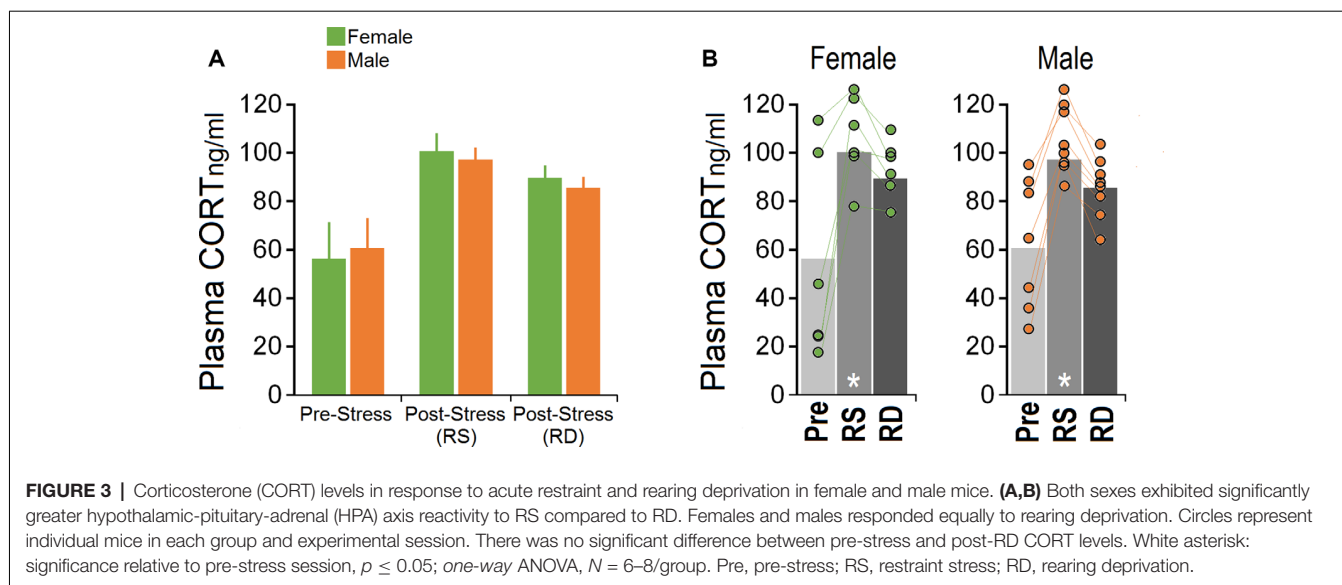 Female
Male
A
Plasma CORT ng/ml
120
100
80
60
40
20
0
Pre-Stress
Post-Stress
(RS)
Post-Stress
(RD)
B
Female
Plasma CORT ng/ml
120
100
80
60
40
20
0
*
Pre
RS
RD
Male
120
100
80
60
40
20
0
*
Pre
RS
RD
FIGURE 3 | Corticosterone (CORT) levels in response to acute restraint and rearing deprivation in female and male mice. (A,B) Both sexes exhibited significantly
greater hypothalamic-pituitary-adrenal (HPA) axis reactivity to RS compared to RD. Females and males responded equally to rearing deprivation. Circles represent
individual mice in each group and experimental session. There was no significant difference between pre-stress and post-RD CORT levels. White asterisk:
significance relative to pre-stress session, p ≤ 0.05; one-way ANOVA, N = 6–8/group. Pre, pre-stress; RS, restraint stress; RD, rearing deprivation.